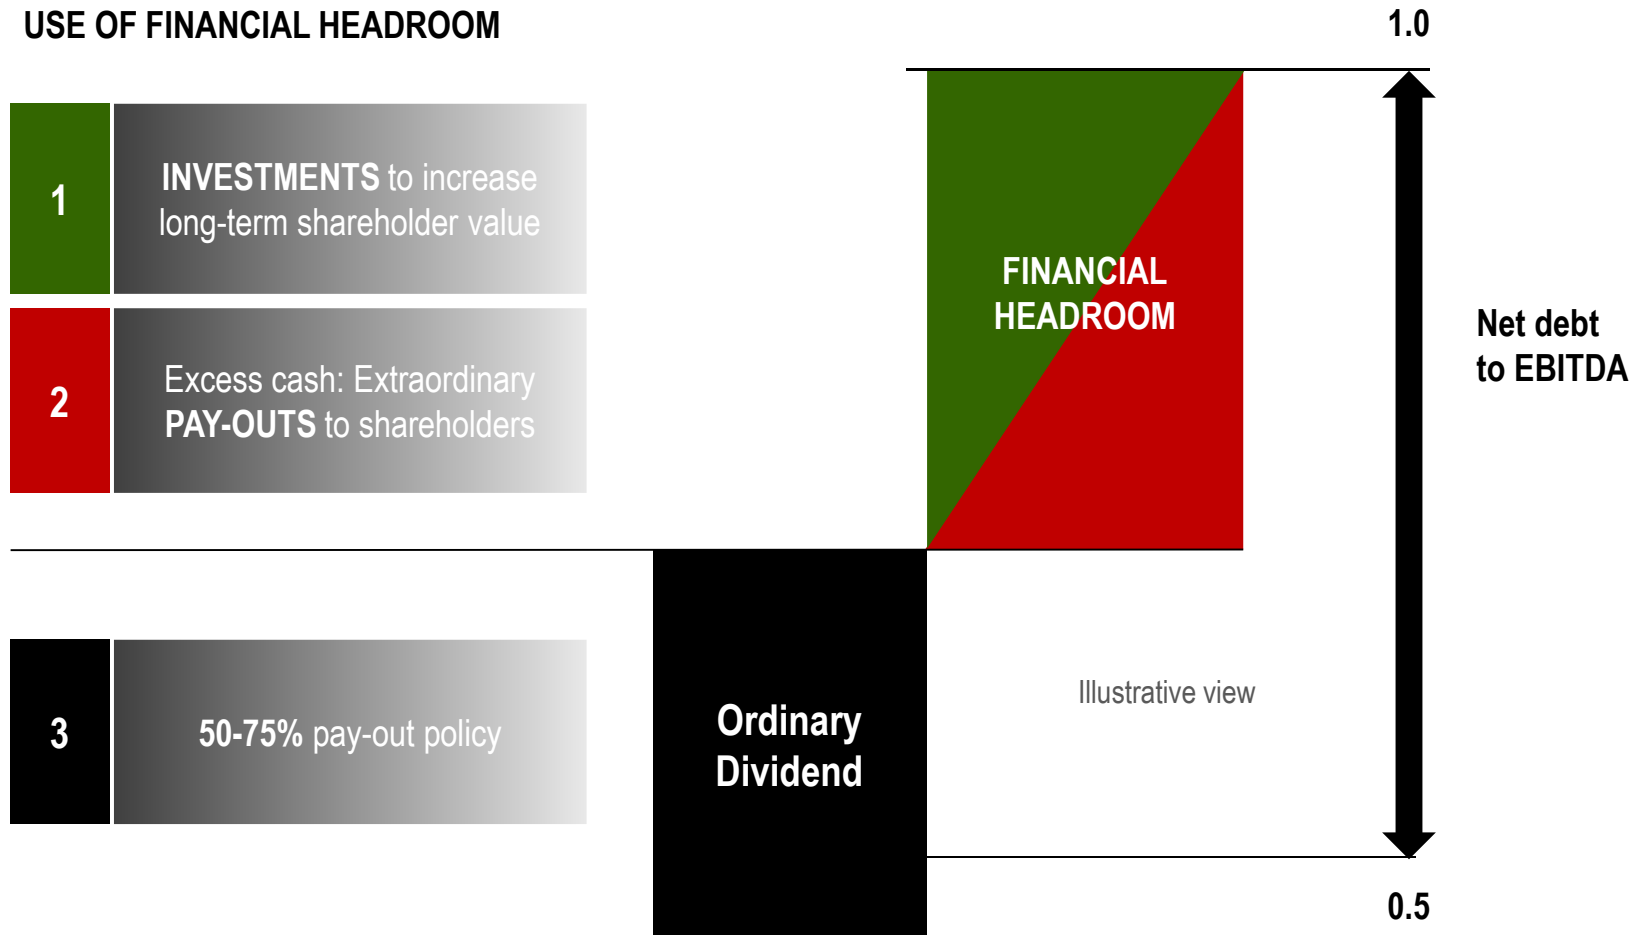 USE OF FINANCIAL HEADROOM
1
INVESTMENTS to increase
long-term shareholder value
2
Excess cash: Extraordinary
PAY-OUTS to shareholders
3
50-75% pay-out policy
Ordinary
Dividend
FINANCIAL
HEADROOM
Illustrative view
1.0
Net debt
to EBITDA
0.5